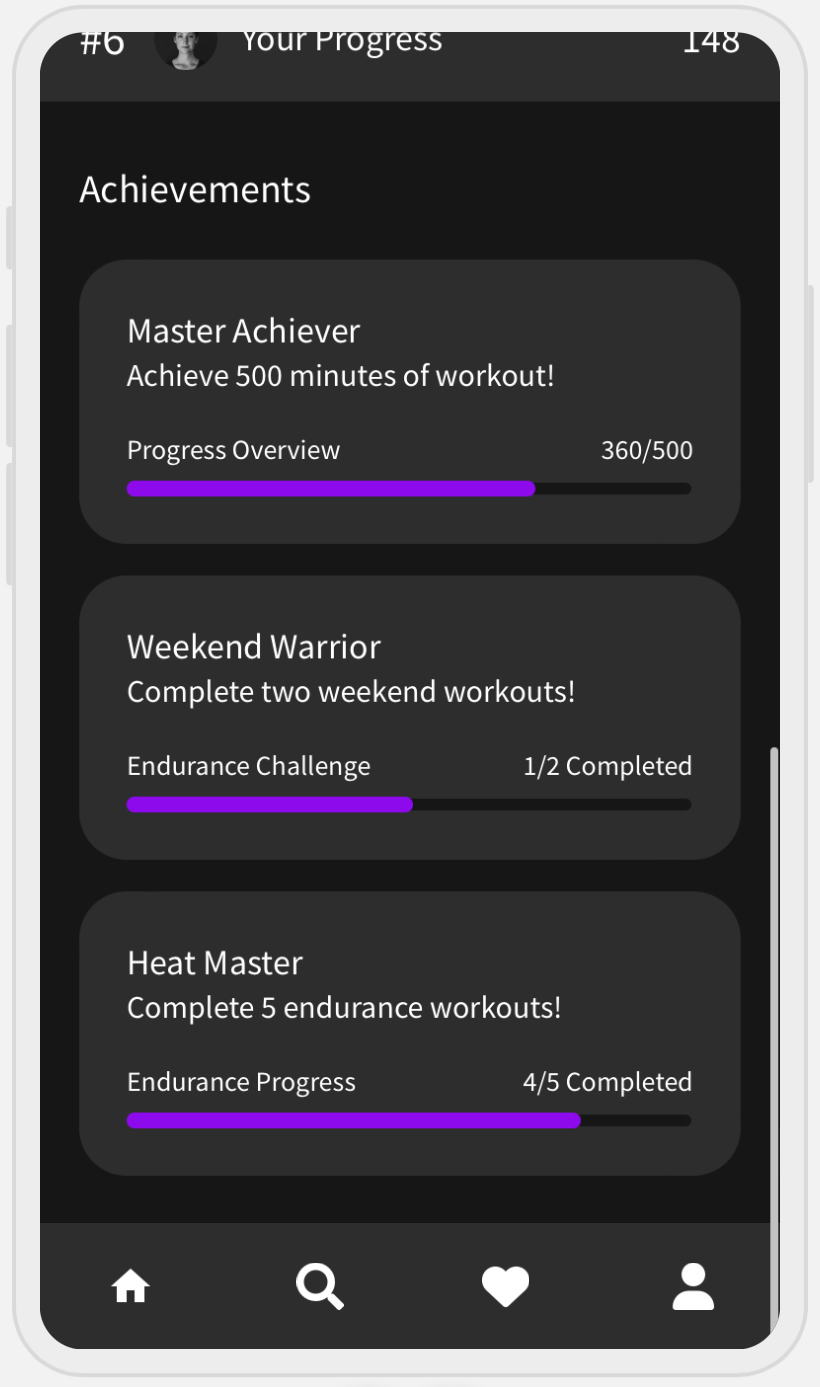 #6 Your Progress 148
Achievements
Master Achiever
Achieve 500 minutes of workout!
Progress Overview 360/500
Weekend Warrior
Complete two weekend workouts!
Endurance Challenge 1/2 Completed
Heat Master
Complete 5 endurance workouts!
Endurance Progress 4/5 Completed